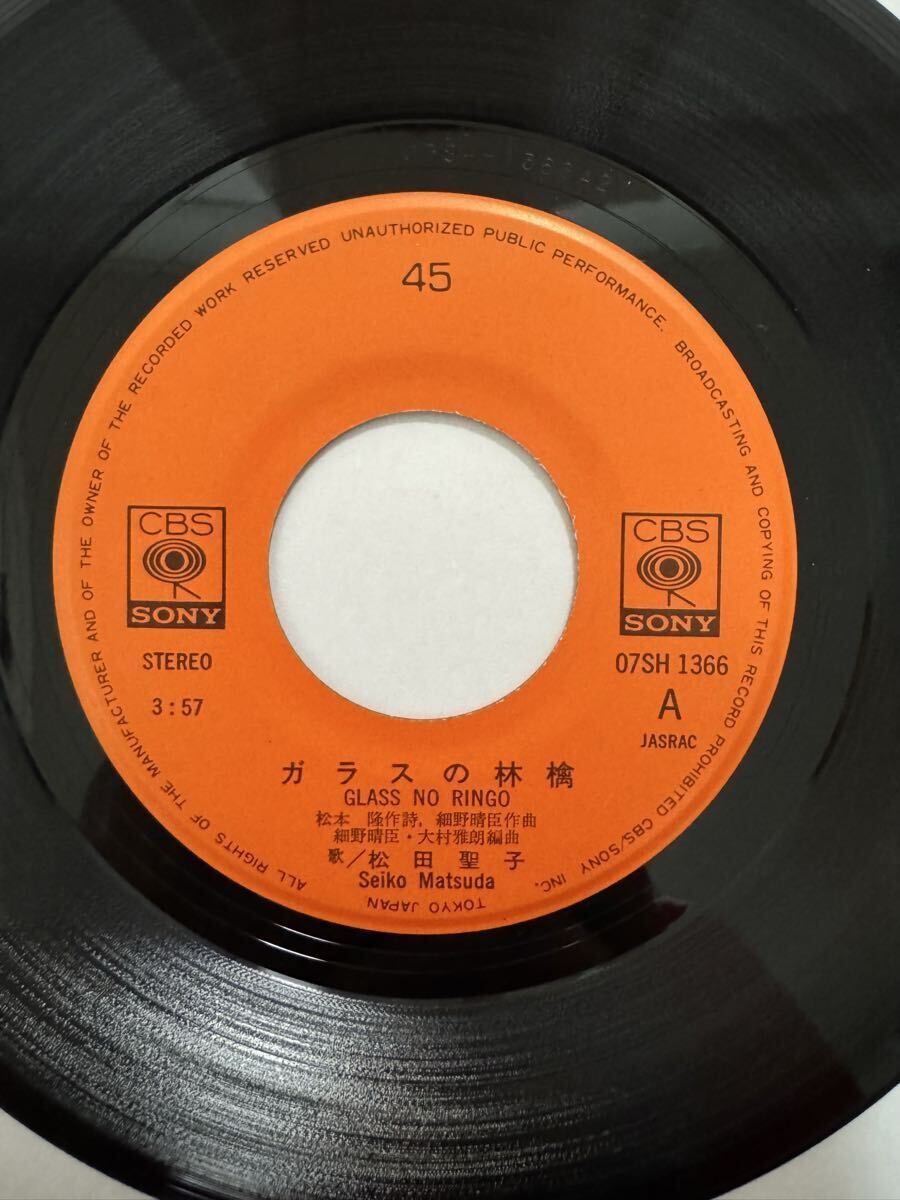 ALL RIGHTS OF THE MANUFACTURER AND OF THE OWNER OF THE RECORDED WORK RESERVED UNAUTHORIZED PUBLIC PERFORMANCE. BROADCASTING AND COPYING OF THIS RECORD PROHIBITED CBS/SONY INC.
TOKYO JAPAN
45
CBS
SONY
STEREO
3:57
CBS
SONY
07SH 1366
A
JASRAC
ガラスの林檎
GLASS NO RINGO
松本 隆作詩, 細野晴臣作曲
細野晴臣・大村雅朗編曲
歌/松田聖子
Seiko Matsuda